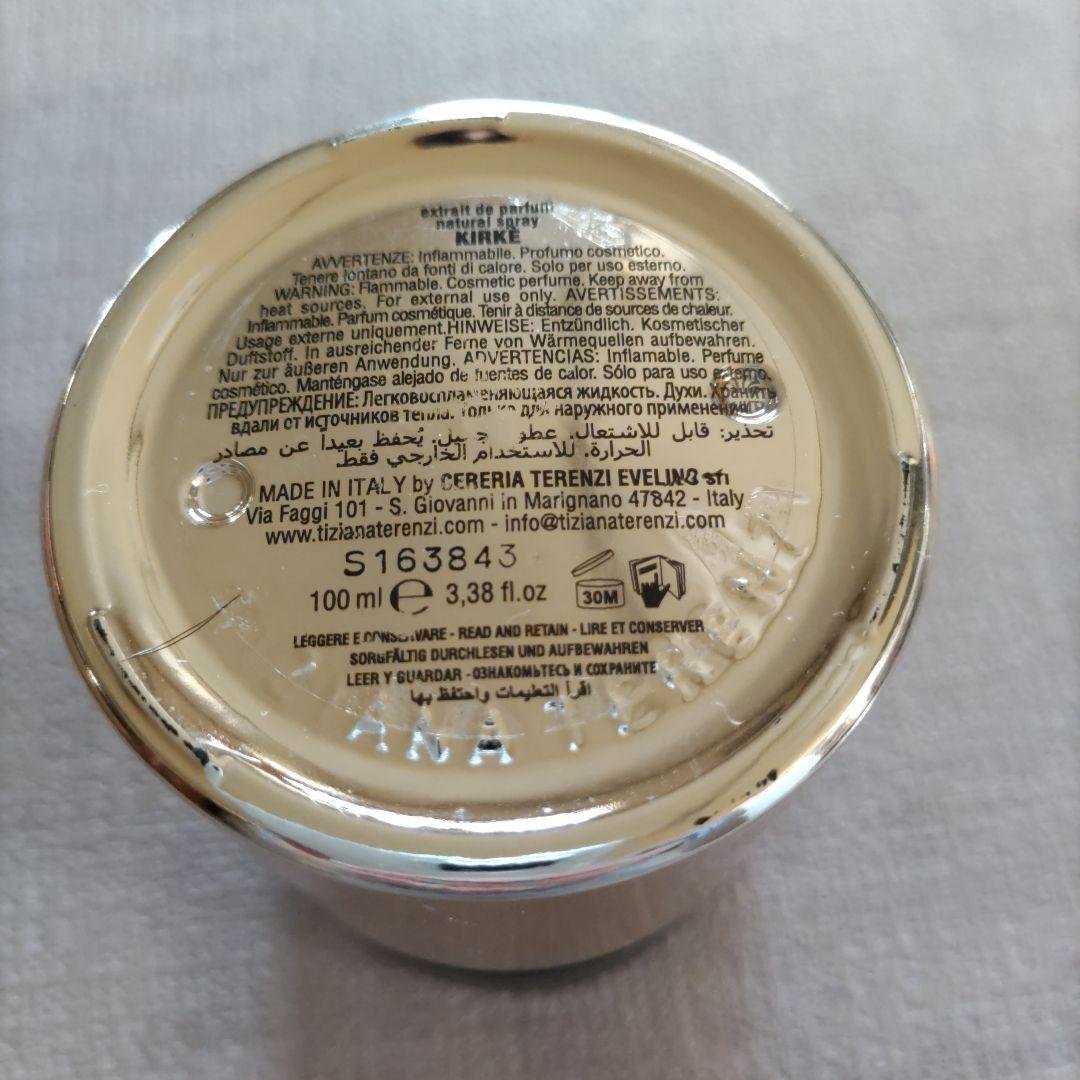 extrait de parfum
natural spray
KIRKÈ
AVVERTENZE: Infiammabile. Profumo cosmetico.
Tenere lontano da fonti di calore. Solo per uso esterno.
WARNING: Flammable. Cosmetic perfume. Keep away from
heat sources. For external use only. AVERTISSEMENTS:
Inflammable. Parfum cosmétique. Tenir à distance de sources de chaleur.
Usage externe uniquement. HINWEISE: Entzündlich. Kosmetischer
Duftstoff. In ausreichender Ferne von Wärmequellen aufbewahren.
Nur zur äußeren Anwendung. ADVERTENCIAS: Inflamable. Perfume
cosmético. Manténgase alejado de fuentes de calor. Sólo para uso externo.
ПРЕДУПРЕЖДЕНИЕ: Легковоспламеняющаяся жидкость. Духи. Хранить
вдали от источников тепла. Только для наружного применения.
تحذير: قابل للاشتعال. عطر يُحفظ بعيداً عن مصادر
الحرارة. للاستخدام الخارجي فقط.
MADE IN ITALY by CERERIA TERENZI EVELINO srl
Via Faggi 101 - S. Giovanni in Marignano 47842 - Italy
www.tizianaterenzi.com - info@tizianaterenzi.com
S163843
100 ml e 3,38 fl.oz 30M
LEGGERE E CONSERVARE - READ AND RETAIN - LIRE ET CONSERVER
SORGFÄLTIG DURCHLESEN UND AUFBEWAHREN
LEER Y GUARDAR - ОЗНАКОМЬТЕСЬ И СОХРАНИТЕ
اقرأ التعليمات واحتفظ بها
ANA TERENZI